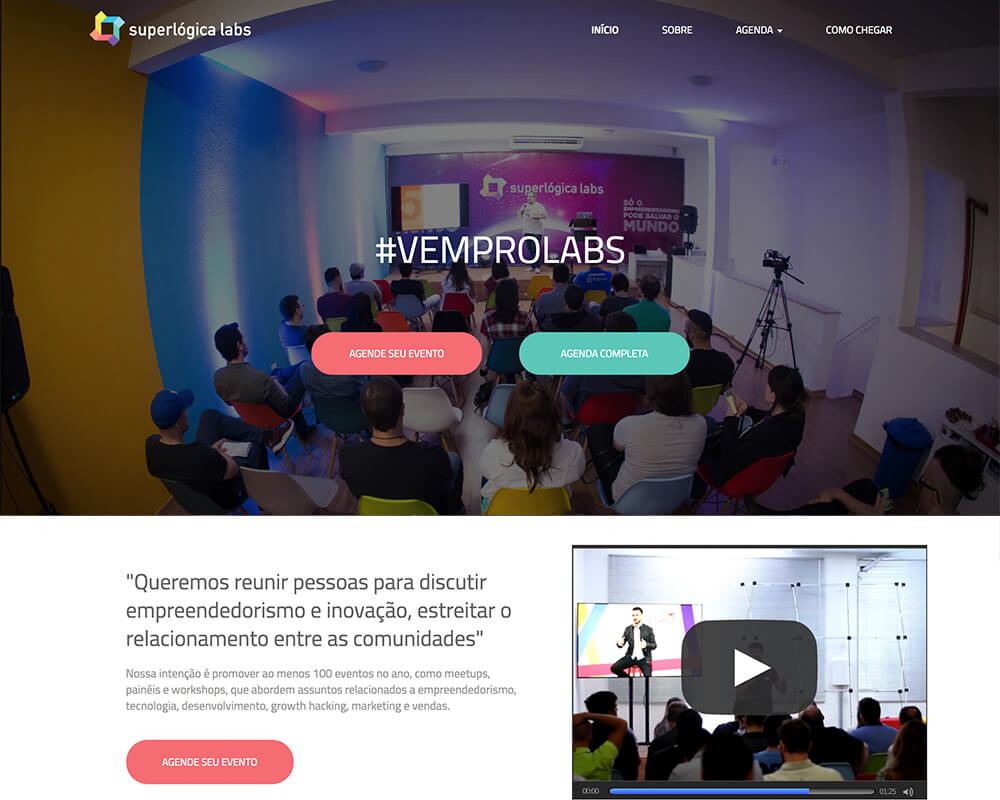 superlógica labs
INÍCIO SOBRE AGENDA COMO CHEGAR
5
superlógica labs
SÓ O
EMPREENDEDORISMO
PODE SALVAR O
MUNDO
#VEMPROLABS
AGENDE SEU EVENTO AGENDA COMPLETA
"Queremos reunir pessoas para discutir
empreendedorismo e inovação, estreitar o
relacionamento entre as comunidades"
Nossa intenção é promover ao menos 100 eventos no ano, como meetups,
painéis e workshops, que abordem assuntos relacionados a empreendedorismo,
tecnologia, desenvolvimento, growth hacking, marketing e vendas.
AGENDE SEU EVENTO
00:00 01:25